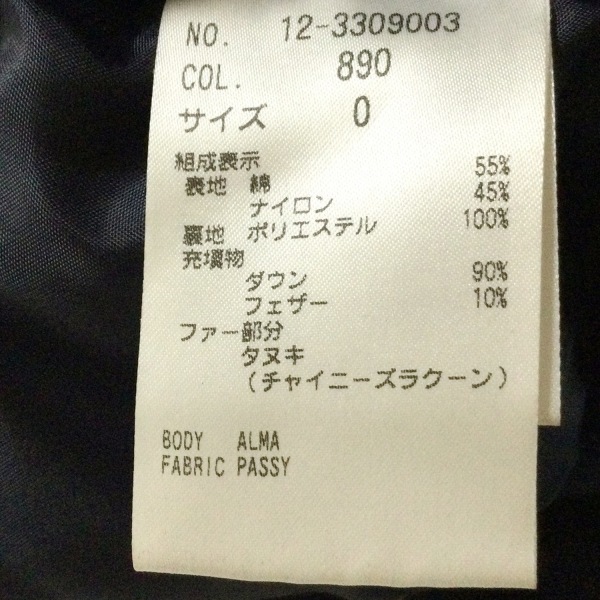 NO. 12-3309003
COL. 890
サイズ 0
組成表示
表地 綿 55%
ナイロン 45%
裏地 ポリエステル 100%
充填物
ダウン 90%
フェザー 10%
ファー部分
タヌキ
(チャイニーズラクーン)
BODY ALMA
FABRIC PASSY